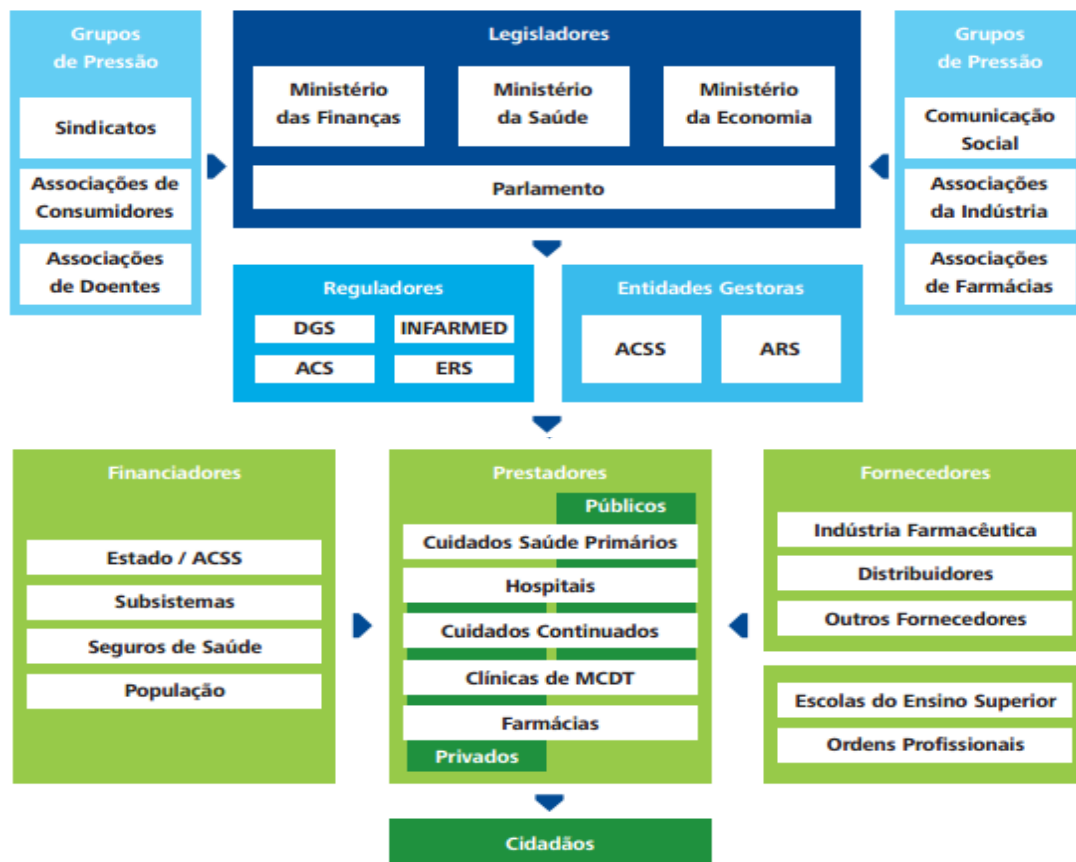 Grupos
de Pressão
Sindicatos
Associações de
Consumidores
Associações
de Doentes
Legisladores
Ministério
das Finanças
Ministério
da Saúde
Ministério
da Economia
Parlamento
Grupos
de Pressão
Comunicação
Social
Associações
da Indústria
Associações
de Farmácias
Reguladores
DGS
INFARMED
ACS
ERS
Entidades Gestoras
ACSS
ARS
Financiadores
Estado / ACSS
Subsistemas
Seguros de Saúde
População
Prestadores
Públicos
Cuidados Saúde Primários
Hospitais
Cuidados Continuados
Clínicas de MCDT
Farmácias
Privados
Fornecedores
Indústria Farmacêutica
Distribuidores
Outros Fornecedores
Escolas do Ensino Superior
Ordens Profissionais
Cidadãos